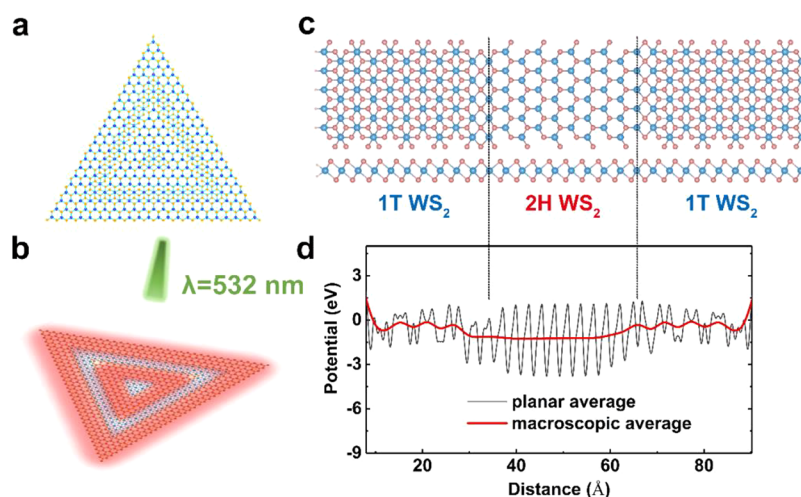 a
c
1T WS₂ 2H WS₂ 1T WS₂
b
λ=532 nm
d
3
0
-3
-6
-9
Potential (eV)
planar average
macroscopic average
20 40 60 80
Distance (Å)